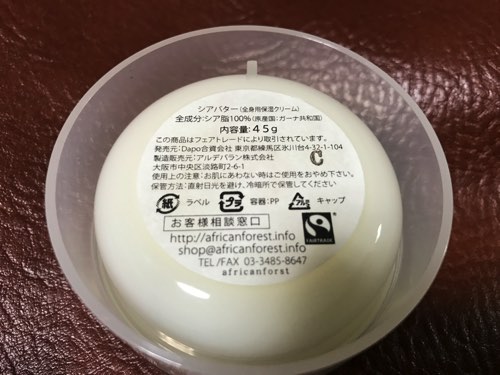 シアバター(全身用保湿クリーム)
全成分:シア脂100%(原産国:ガーナ共和国)
内容量:45g
この商品はフェアトレードにより取引されています。
発売元:Dapo合資会社 東京都練馬区氷川台4-32-1-104
製造販売元:アルデバラン株式会社
大阪市中央区淡路町2-6-1
C
使用上の注意:お肌にあわない時はご使用をおやめ下さい。
保管方法:直射日光を避け、冷暗所で保管してください。
紙 ラベル プラ 容器:PP アルミ キャップ
お客様相談窓口
http://africanforest.info
shop@africanforest.info
FAIRTRADE
TEL/FAX 03-3485-8647
africanforst